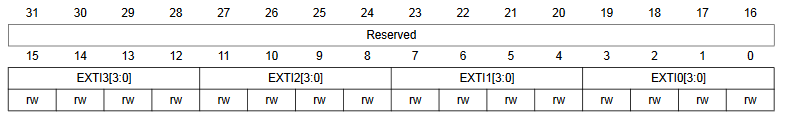 31 30 29 28 27 26 25 24 23 22 21 20 19 18 17 16
Reserved
15 14 13 12 11 10 9 8 7 6 5 4 3 2 1 0
EXTI3[3:0] EXTI2[3:0] EXTI1[3:0] EXTI0[3:0]
rw rw rw rw rw rw rw rw rw rw rw rw rw rw rw rw